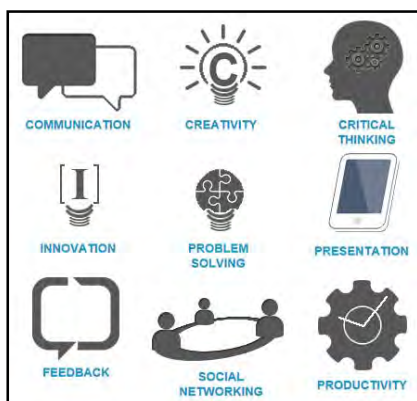 C
COMMUNICATION
CREATIVITY
CRITICAL
THINKING
[I]
INNOVATION
PROBLEM
SOLVING
PRESENTATION
FEEDBACK
SOCIAL
NETWORKING
PRODUCTIVITY